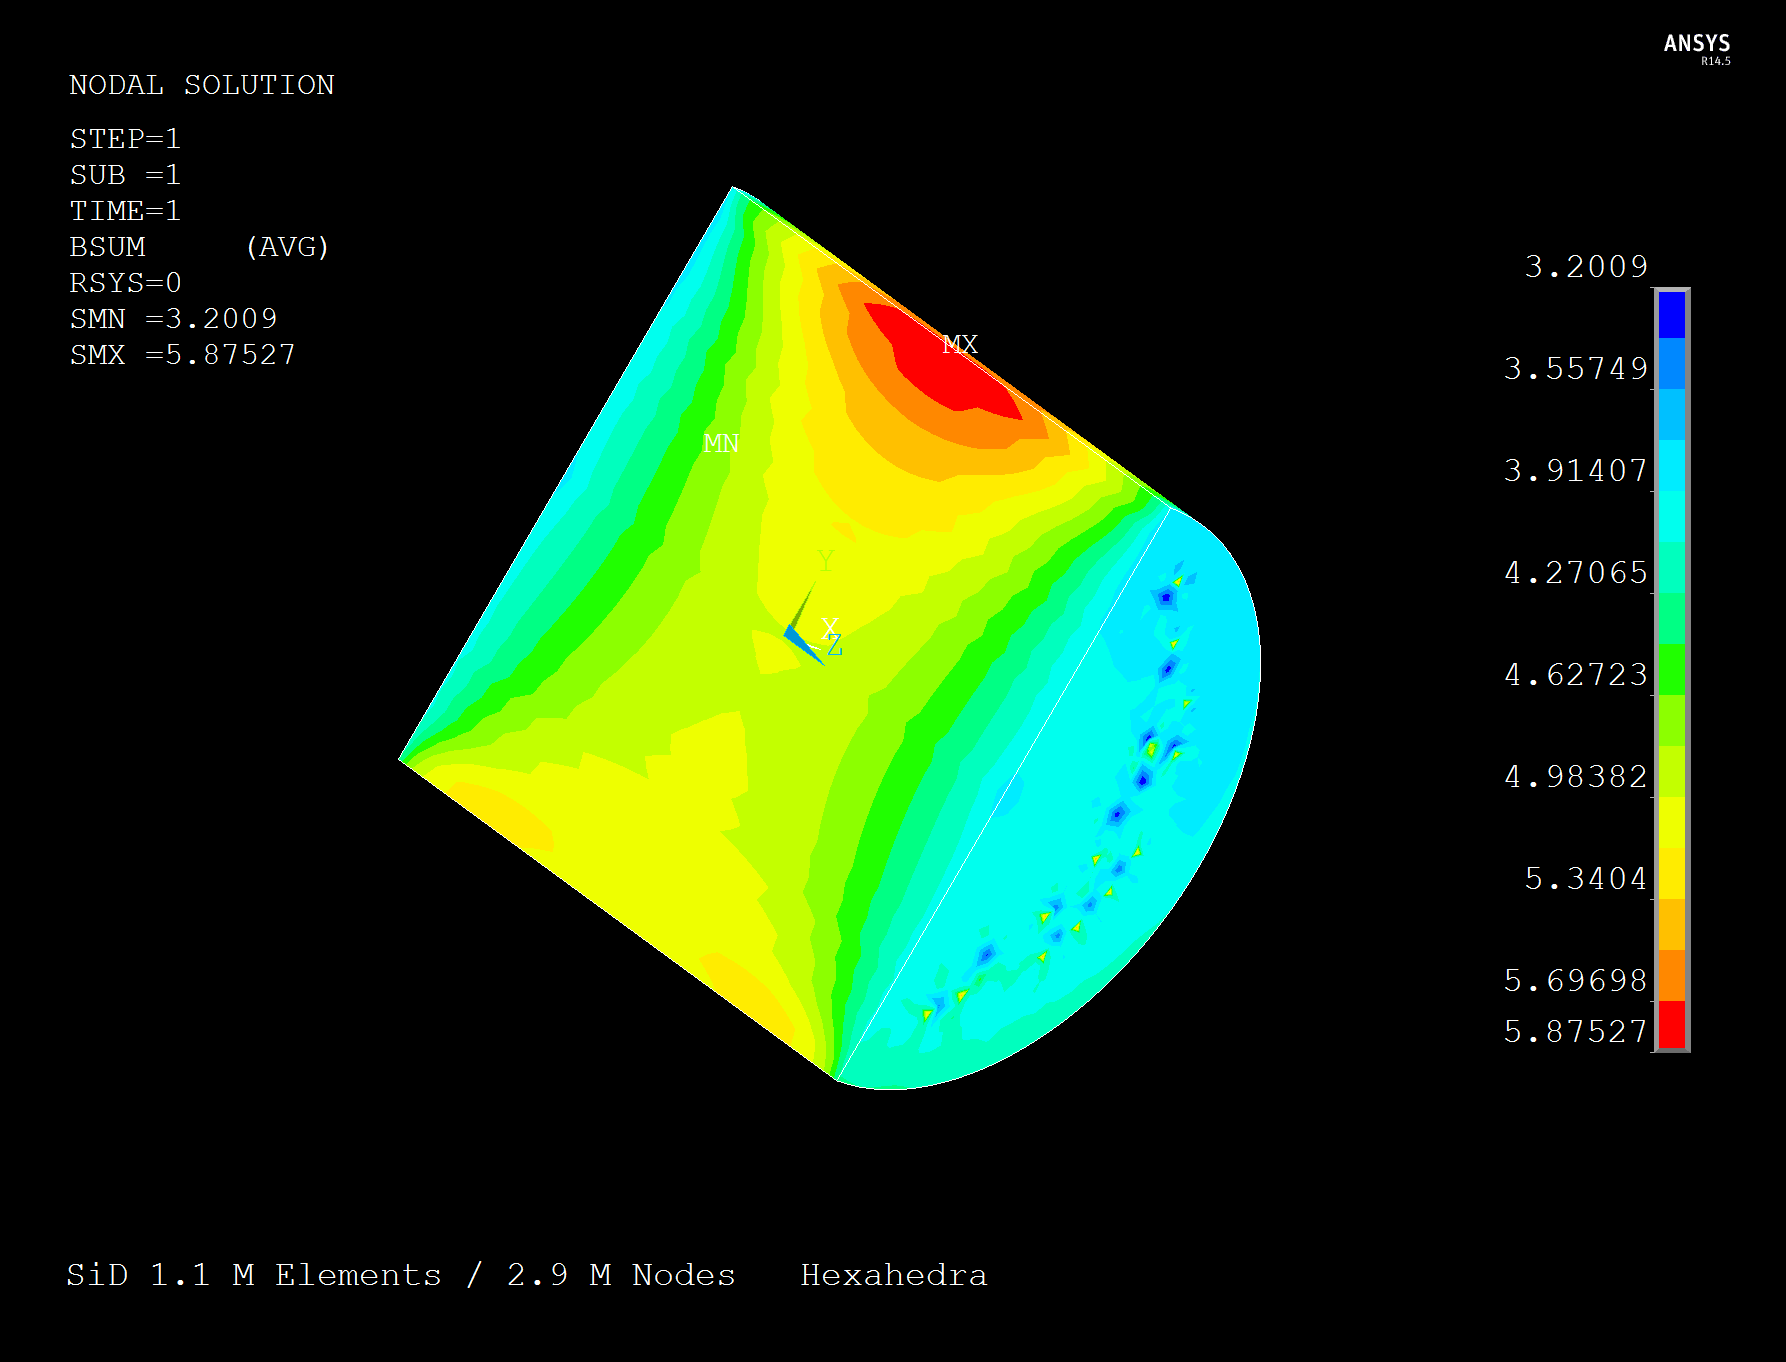 ANSYS
R14.5
NODAL SOLUTION
STEP=1
SUB =1
TIME=1
BSUM (AVG)
RSYS=0
SMN =3.2009
SMX =5.87527
MX
MN
Y
X
Z
3.2009
3.55749
3.91407
4.27065
4.62723
4.98382
5.3404
5.69698
5.87527
SiD 1.1 M Elements / 2.9 M Nodes Hexahedra